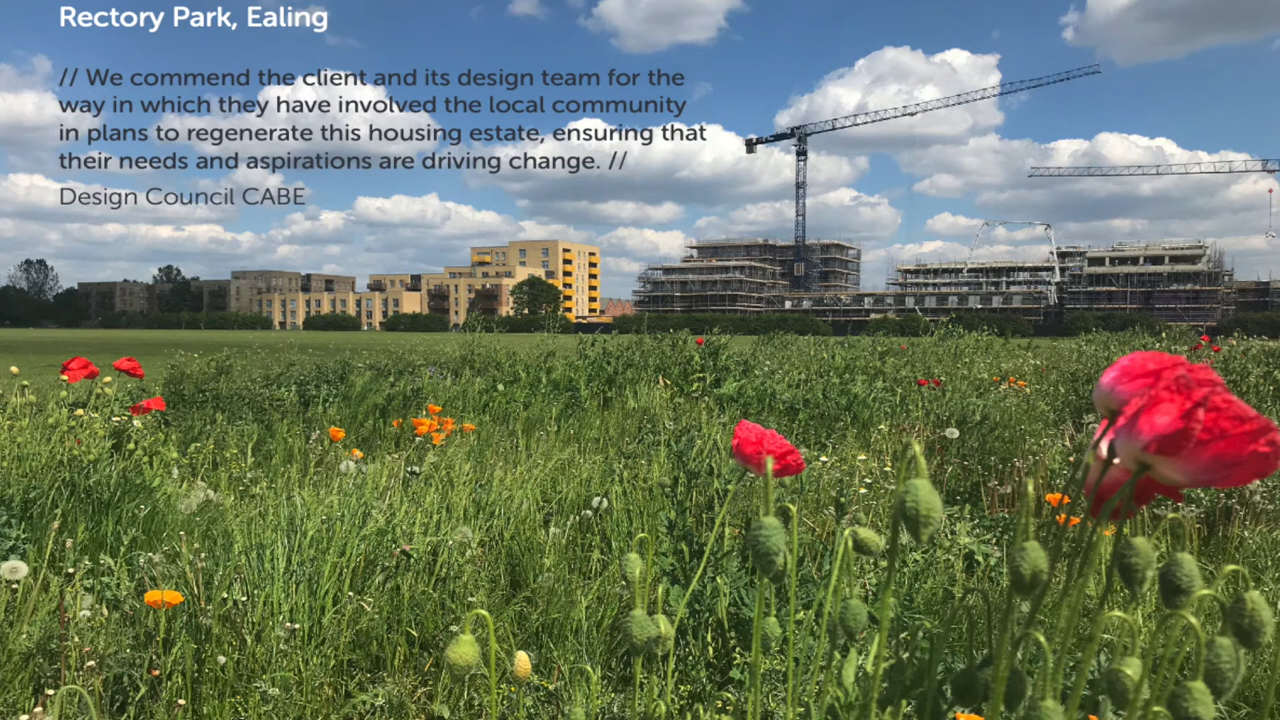 Rectory Park, Ealing
// We commend the client and its design team for the
way in which they have involved the local community
in plans to regenerate this housing estate, ensuring that
their needs and aspirations are driving change. //
Design Council CABE